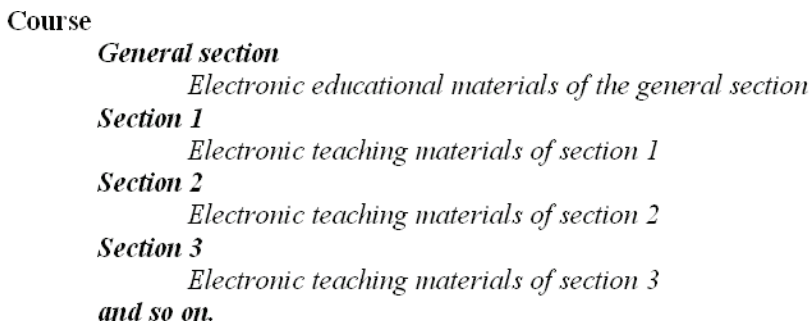 Course
General section
Electronic educational materials of the general section
Section 1
Electronic teaching materials of section 1
Section 2
Electronic teaching materials of section 2
Section 3
Electronic teaching materials of section 3
and so on.